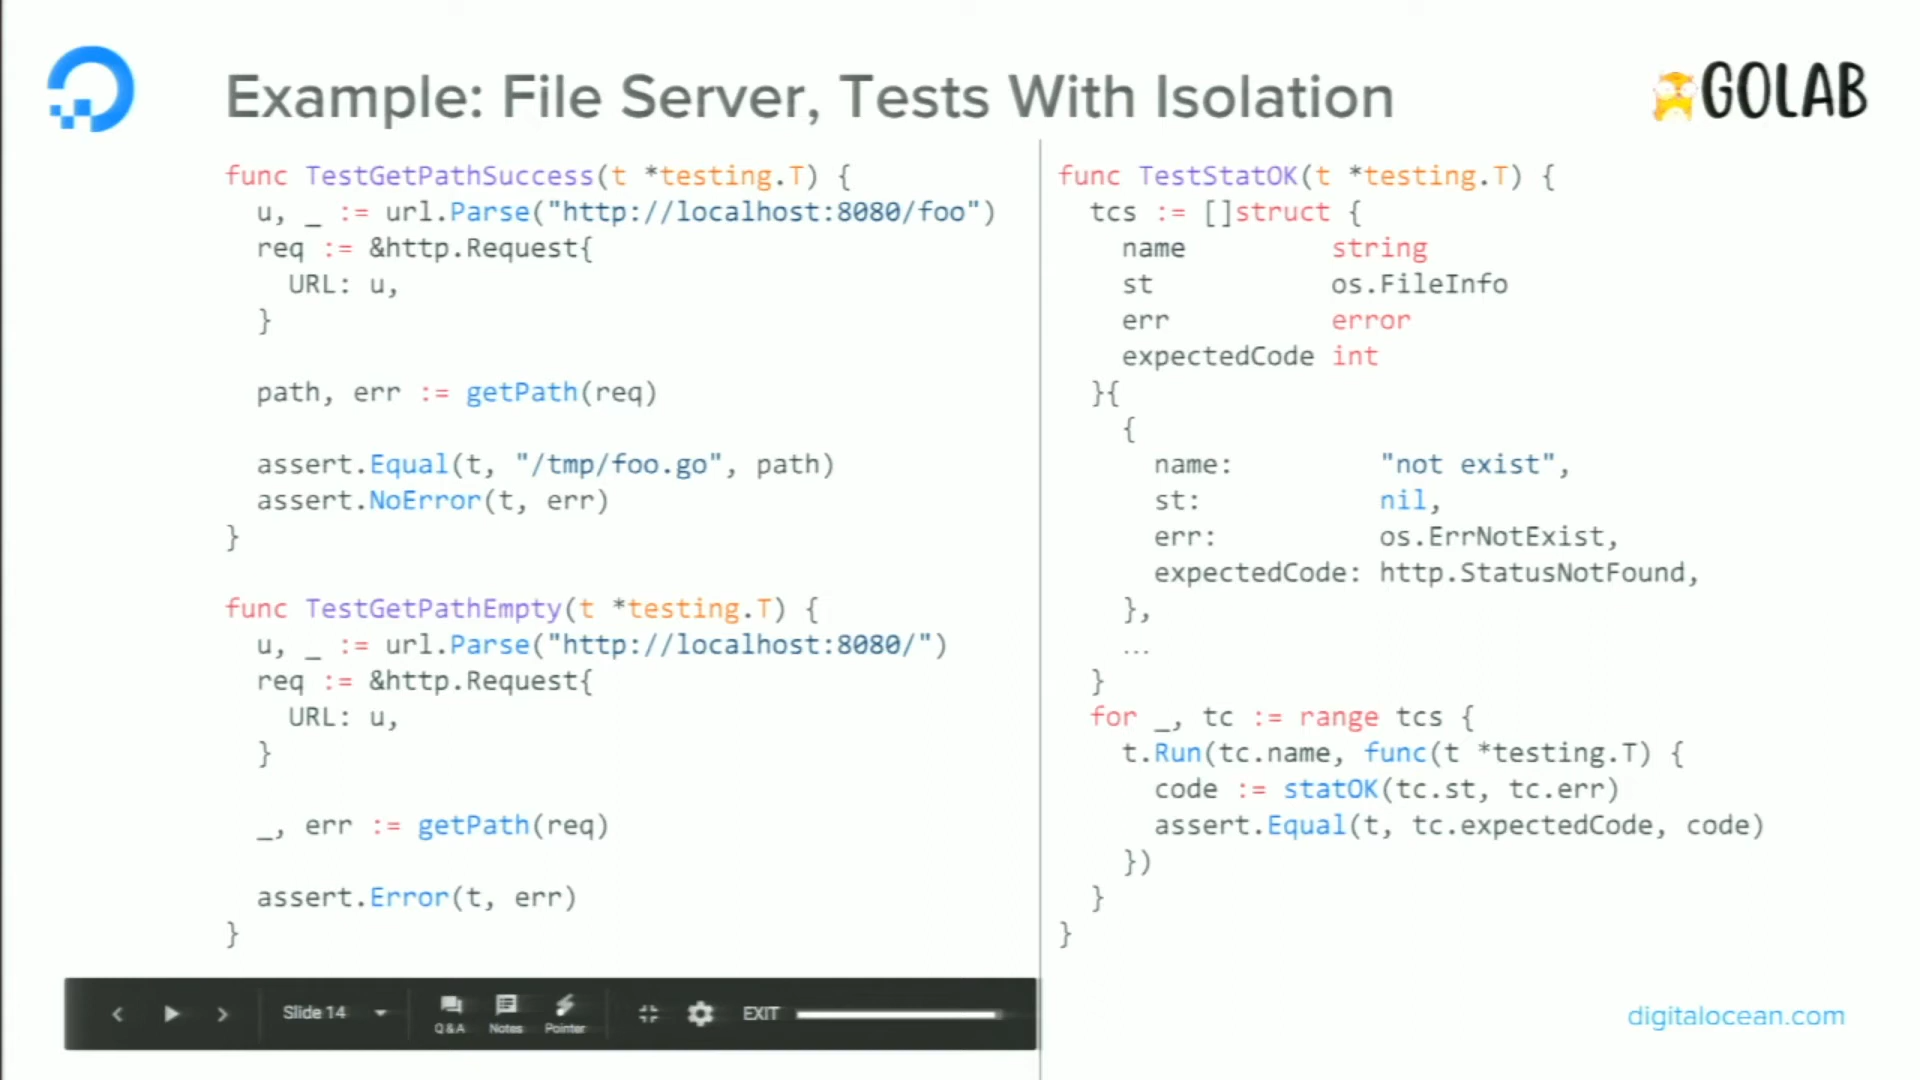 Example: File Server, Tests With Isolation
GOLAB
func TestGetPathSuccess(t *testing.T) {
  u, _ := url.Parse("http://localhost:8080/foo")
  req := &http.Request{
    URL: u,
  }

  path, err := getPath(req)

  assert.Equal(t, "/tmp/foo.go", path)
  assert.NoError(t, err)
}

func TestGetPathEmpty(t *testing.T) {
  u, _ := url.Parse("http://localhost:8080/")
  req := &http.Request{
    URL: u,
  }

  _, err := getPath(req)

  assert.Error(t, err)
}
func TestStatOK(t *testing.T) {
  tcs := []struct {
    name         string
    st           os.FileInfo
    err          error
    expectedCode int
  }{
    {
      name:         "not exist",
      st:           nil,
      err:          os.ErrNotExist,
      expectedCode: http.StatusNotFound,
    },
    ...
  }
  for _, tc := range tcs {
    t.Run(tc.name, func(t *testing.T) {
      code := statOK(tc.st, tc.err)
      assert.Equal(t, tc.expectedCode, code)
    })
  }
}
Slide 14
Q&A
Notes
Pointer
EXIT
digitalocean.com